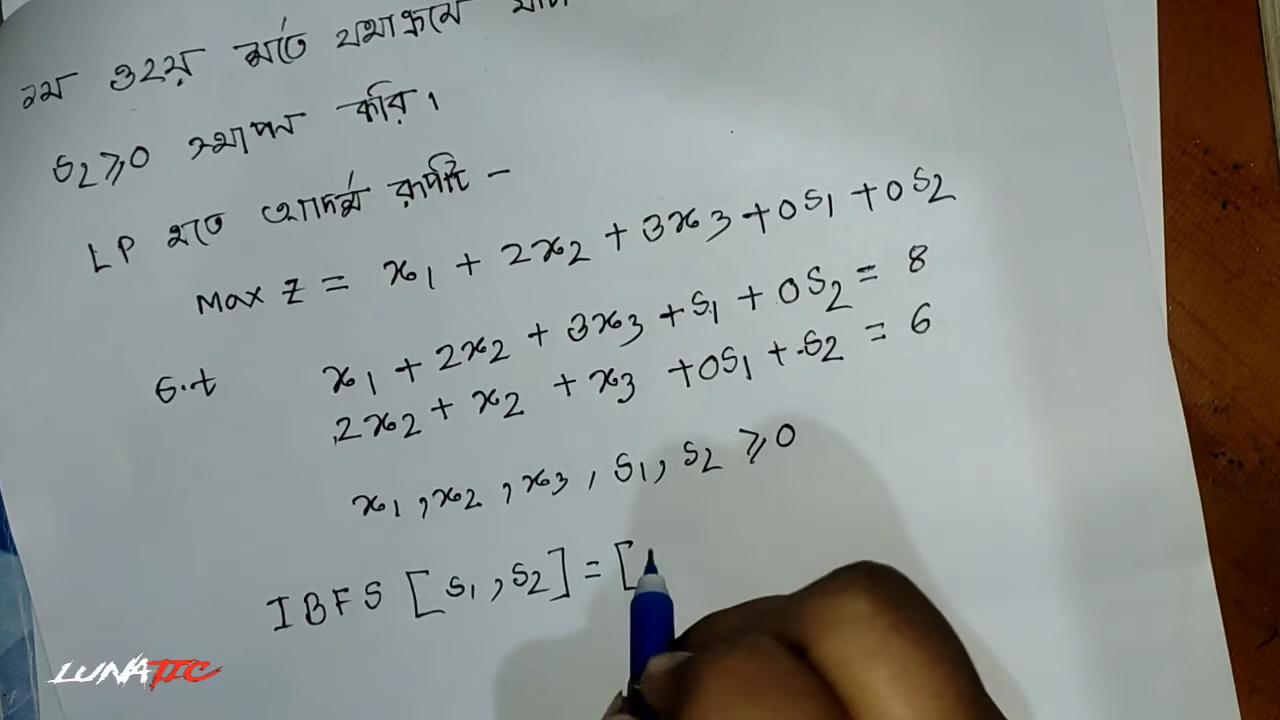 ১ম ও ২য় মতে যথাক্রমে
S₂ ≥ 0 স্থাপন করি।
LP মতে আদর্শ রূপটি -
Max Z = x₁ + 2x₂ + 3x₃ + 0S₁ + 0S₂
S.t x₁ + 2x₂ + 3x₃ + S₁ + 0S₂ = 8
2x₂ + x₂ + x₃ + 0S₁ + S₂ = 6
x₁, x₂, x₃, S₁, S₂ ≥ 0
IBFS [S₁, S₂] = [
LUNATIC